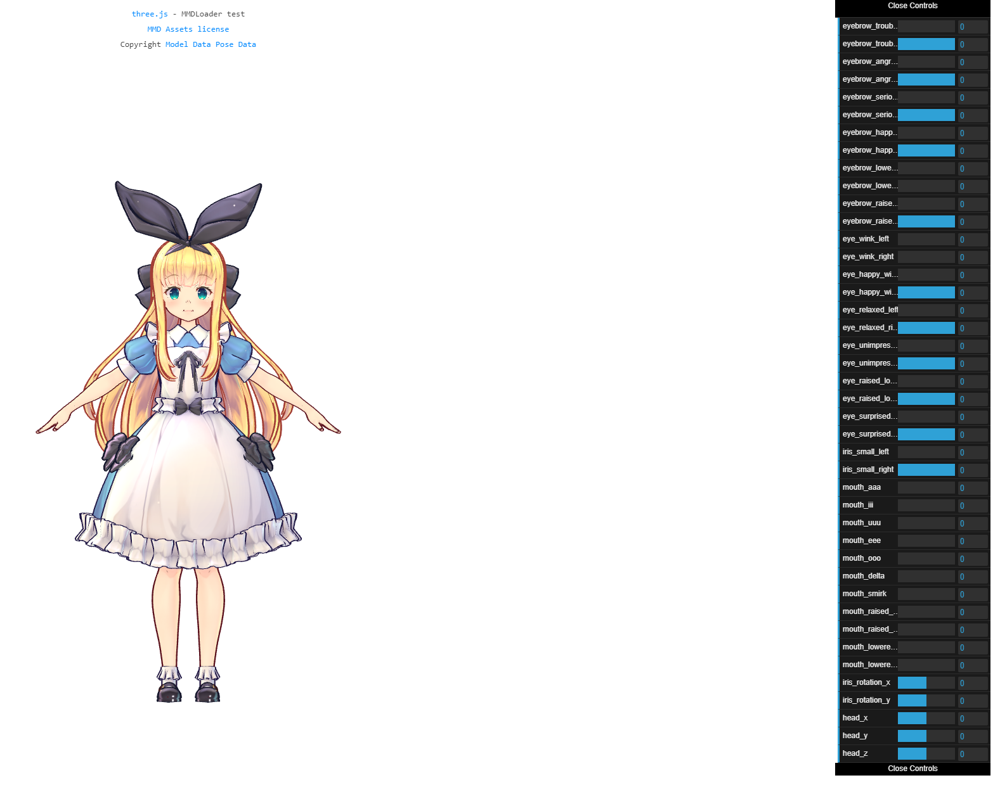 three.js - MMDLoader test
MMD Assets license
Copyright Model Data Pose Data
Close Controls
eyebrow_troub... 0
eyebrow_troub... 0
eyebrow_angr... 0
eyebrow_angr... 0
eyebrow_serio... 0
eyebrow_serio... 0
eyebrow_happ... 0
eyebrow_happ... 0
eyebrow_lowe... 0
eyebrow_lowe... 0
eyebrow_raise... 0
eyebrow_raise... 0
eye_wink_left 0
eye_wink_right 0
eye_happy_wi... 0
eye_happy_wi... 0
eye_relaxed_left 0
eye_relaxed_ri... 0
eye_unimpres... 0
eye_unimpres... 0
eye_raised_lo... 0
eye_raised_lo... 0
eye_surprised... 0
eye_surprised... 0
iris_small_left 0
iris_small_right 0
mouth_aaa 0
mouth_iii 0
mouth_uuu 0
mouth_eee 0
mouth_ooo 0
mouth_delta 0
mouth_smirk 0
mouth_raised_... 0
mouth_raised_... 0
mouth_lowere... 0
mouth_lowere... 0
iris_rotation_x 0
iris_rotation_y 0
head_x 0
head_y 0
head_z 0
Close Controls